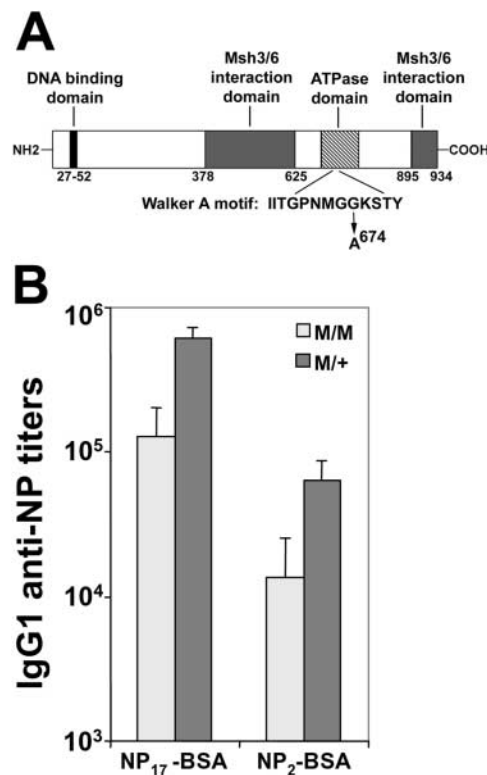 A
Msh3/6 ATPase Msh3/6
DNA binding interaction domain interaction
domain domain domain
NH2 COOH
27-52 378 625 895 934
Walker A motif: IITGPNMGGKSTY
A674
B
IgG1 anti-NP titers
10^6
10^5
10^4
10^3
M/M
M/+
NP17-BSA NP2-BSA